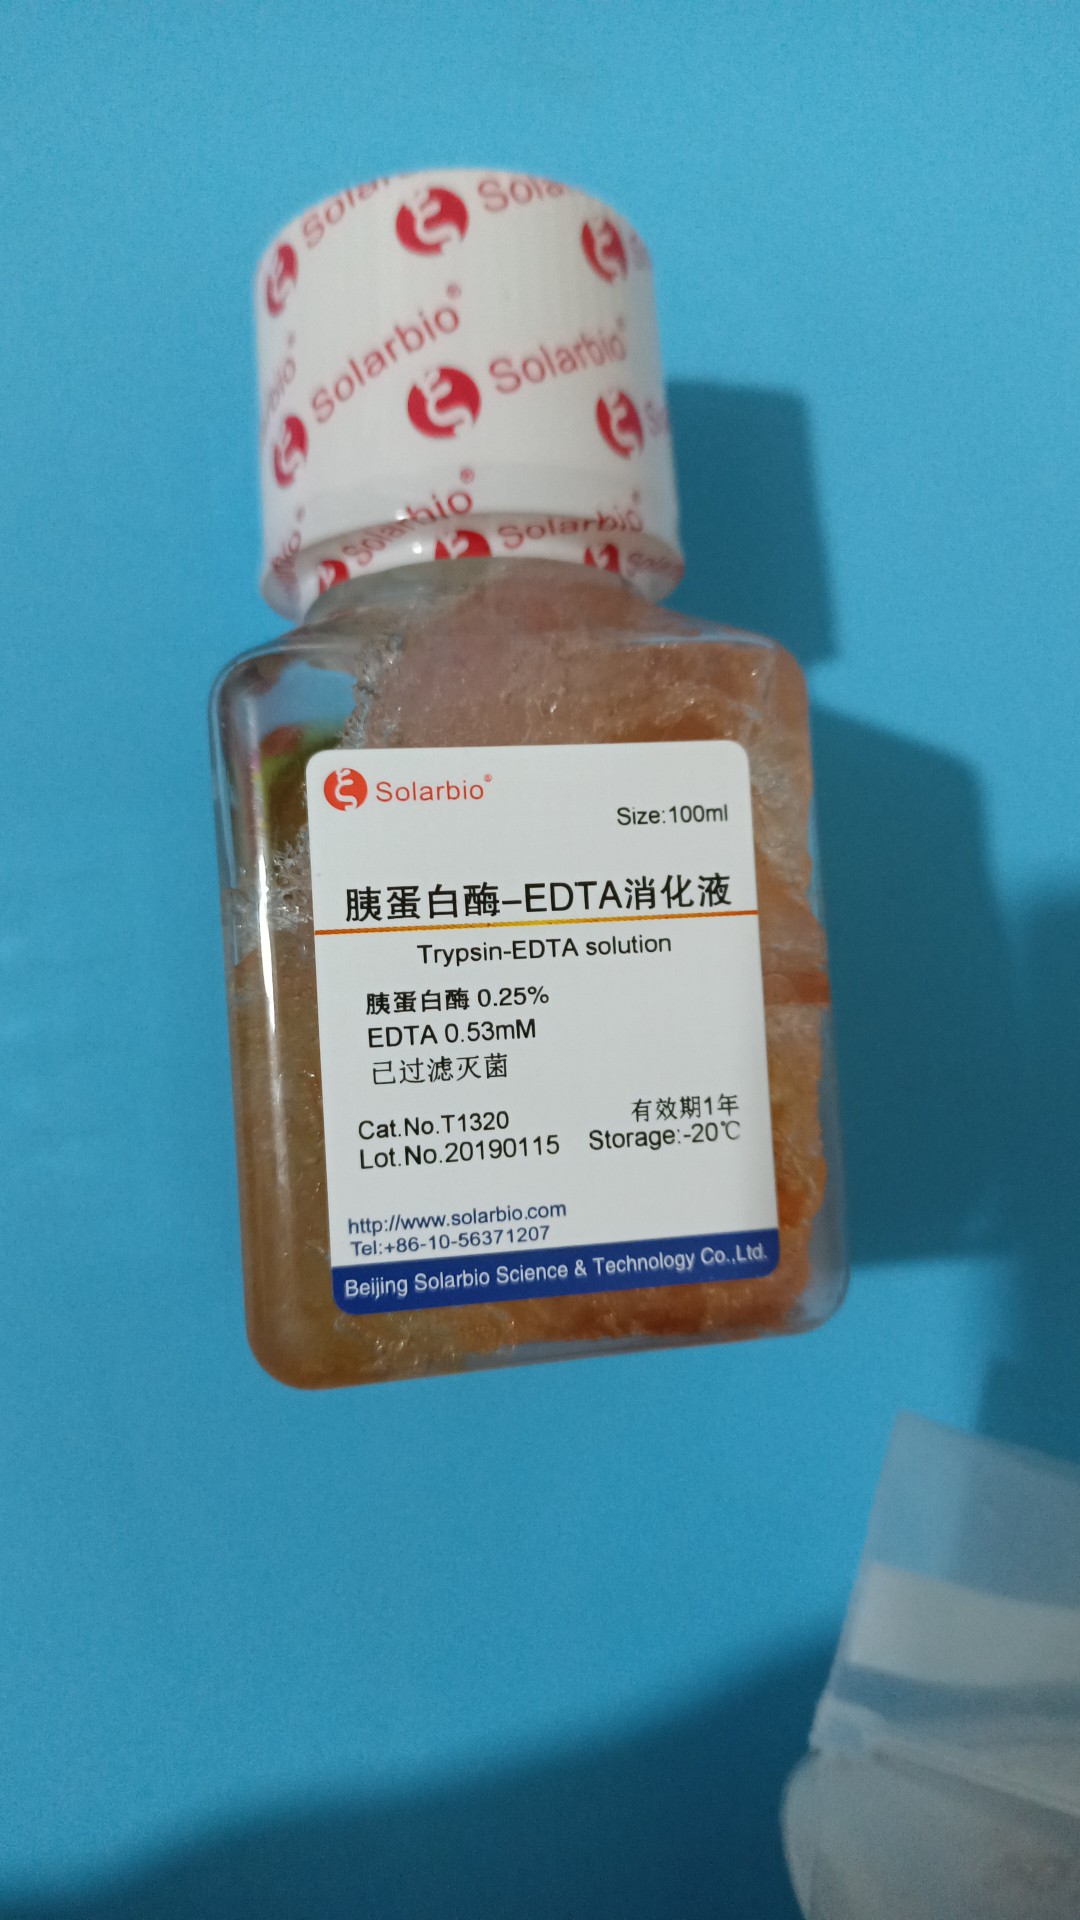 Solarbio
Solarbio®
Solarbio®
Solarbio®
Solarbio®
Solarbio®
Size:100ml
胰蛋白酶–EDTA消化液
Trypsin-EDTA solution
胰蛋白酶 0.25%
EDTA 0.53mM
已过滤灭菌
Cat.No.T1320
有效期1年
Lot.No.20190115
Storage:-20℃
http://www.solarbio.com
Tel:+86-10-56371207
Beijing Solarbio Science & Technology Co.,Ltd.